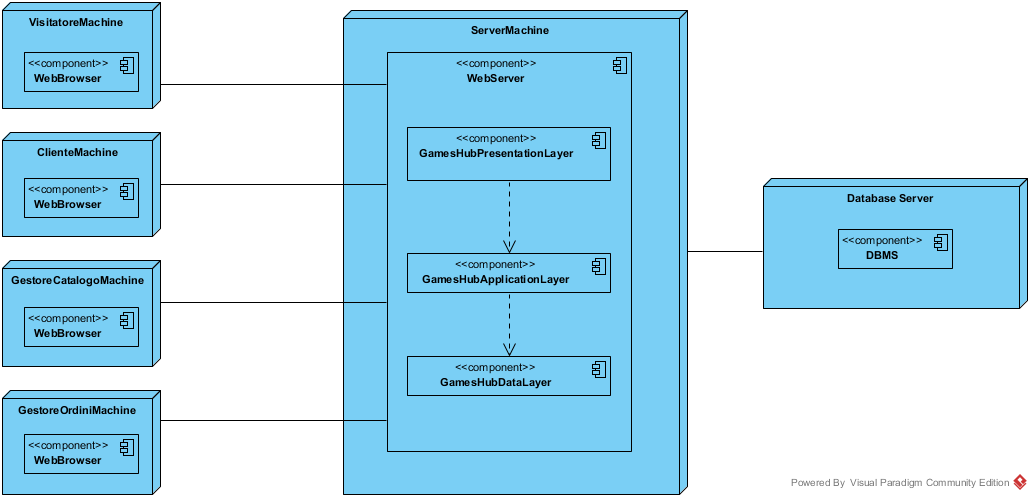 VisitatoreMachine
<<component>>
WebBrowser
ClienteMachine
<<component>>
WebBrowser
GestoreCatalogoMachine
<<component>>
WebBrowser
GestoreOrdiniMachine
<<component>>
WebBrowser
ServerMachine
<<component>>
WebServer
<<component>>
GamesHubPresentationLayer
<<component>>
GamesHubApplicationLayer
<<component>>
GamesHubDataLayer
Database Server
<<component>>
DBMS
Powered By Visual Paradigm Community Edition